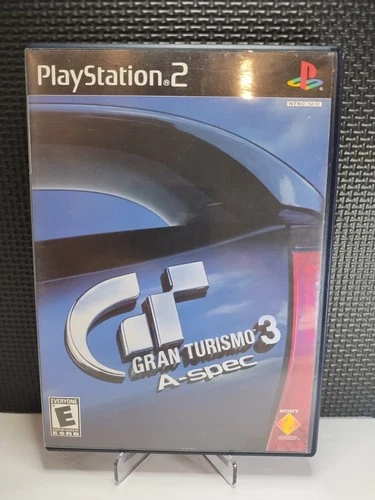 PlayStation®2
NTSC U/C
GT
GRAN TURISMO 3
A-spec
EVERYONE
E
ESRB
SONY